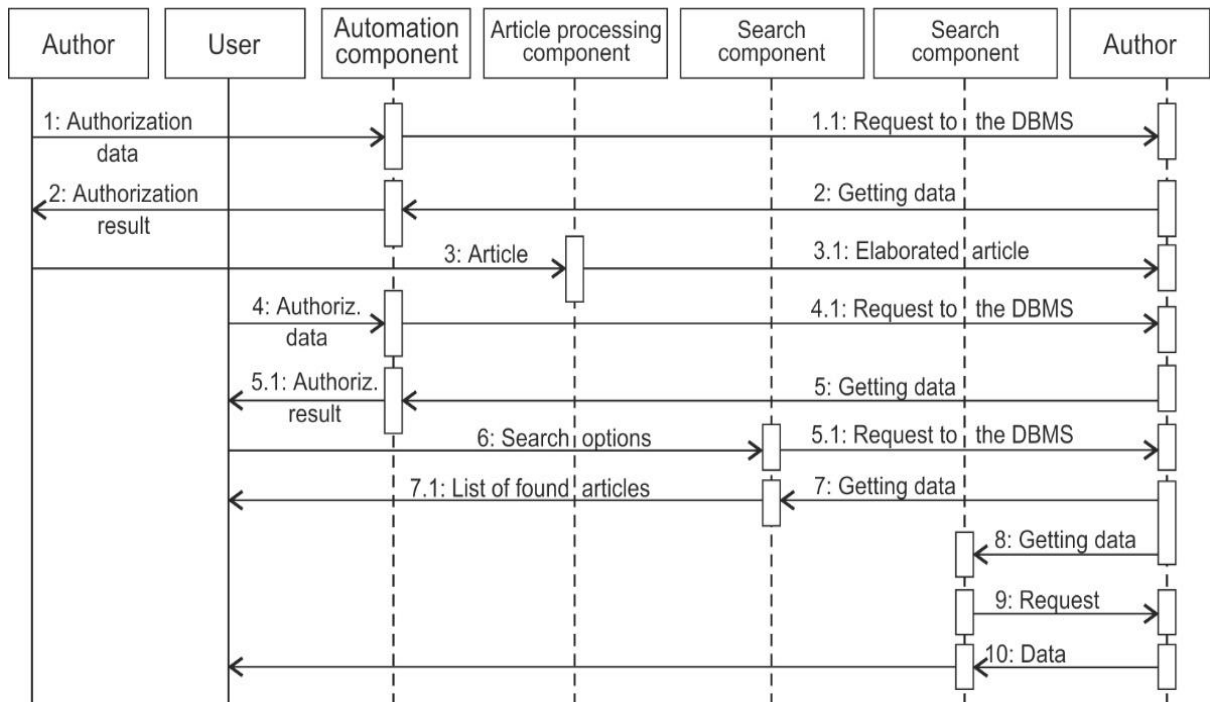 Author
User
Automation
component
Article processing
component
Search
component
Search
component
Author
1: Authorization
data
1.1: Request to the DBMS
2: Authorization
result
2: Getting data
3: Article
3.1: Elaborated article
4: Authoriz.
data
4.1: Request to the DBMS
5.1: Authoriz.
result
5: Getting data
6: Search options
5.1: Request to the DBMS
7.1: List of found articles
7: Getting data
8: Getting data
9: Request
10: Data